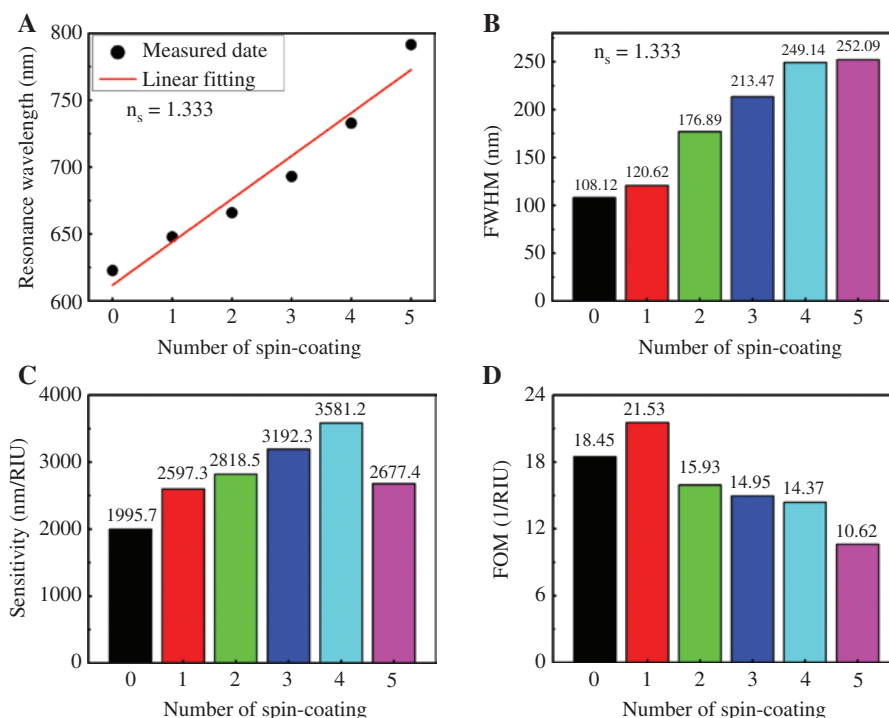 A
Resonance wavelength (nm)
800
750
700
650
600
Measured date
Linear fitting
n_s = 1.333
0 1 2 3 4 5
Number of spin-coating
B
FWHM (nm)
250
200
150
100
50
0
n_s = 1.333
108.12
120.62
176.89
213.47
249.14
252.09
0 1 2 3 4 5
Number of spin-coating
C
Sensitivity (nm/RIU)
4000
3000
2000
1000
0
1995.7
2597.3
2818.5
3192.3
3581.2
2677.4
0 1 2 3 4 5
Number of spin-coating
D
FOM (1/RIU)
24
18
12
6
0
18.45
21.53
15.93
14.95
14.37
10.62
0 1 2 3 4 5
Number of spin-coating